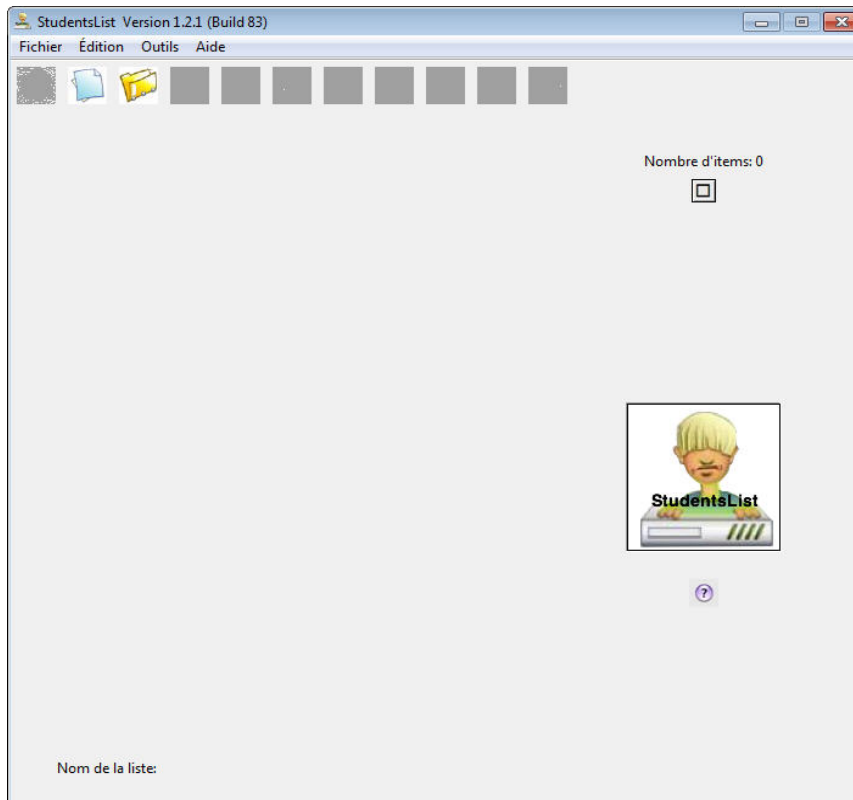 StudentsList Version 1.2.1 (Build 83)
Fichier Édition Outils Aide
Nombre d'items: 0
StudentsList
?
Nom de la liste: